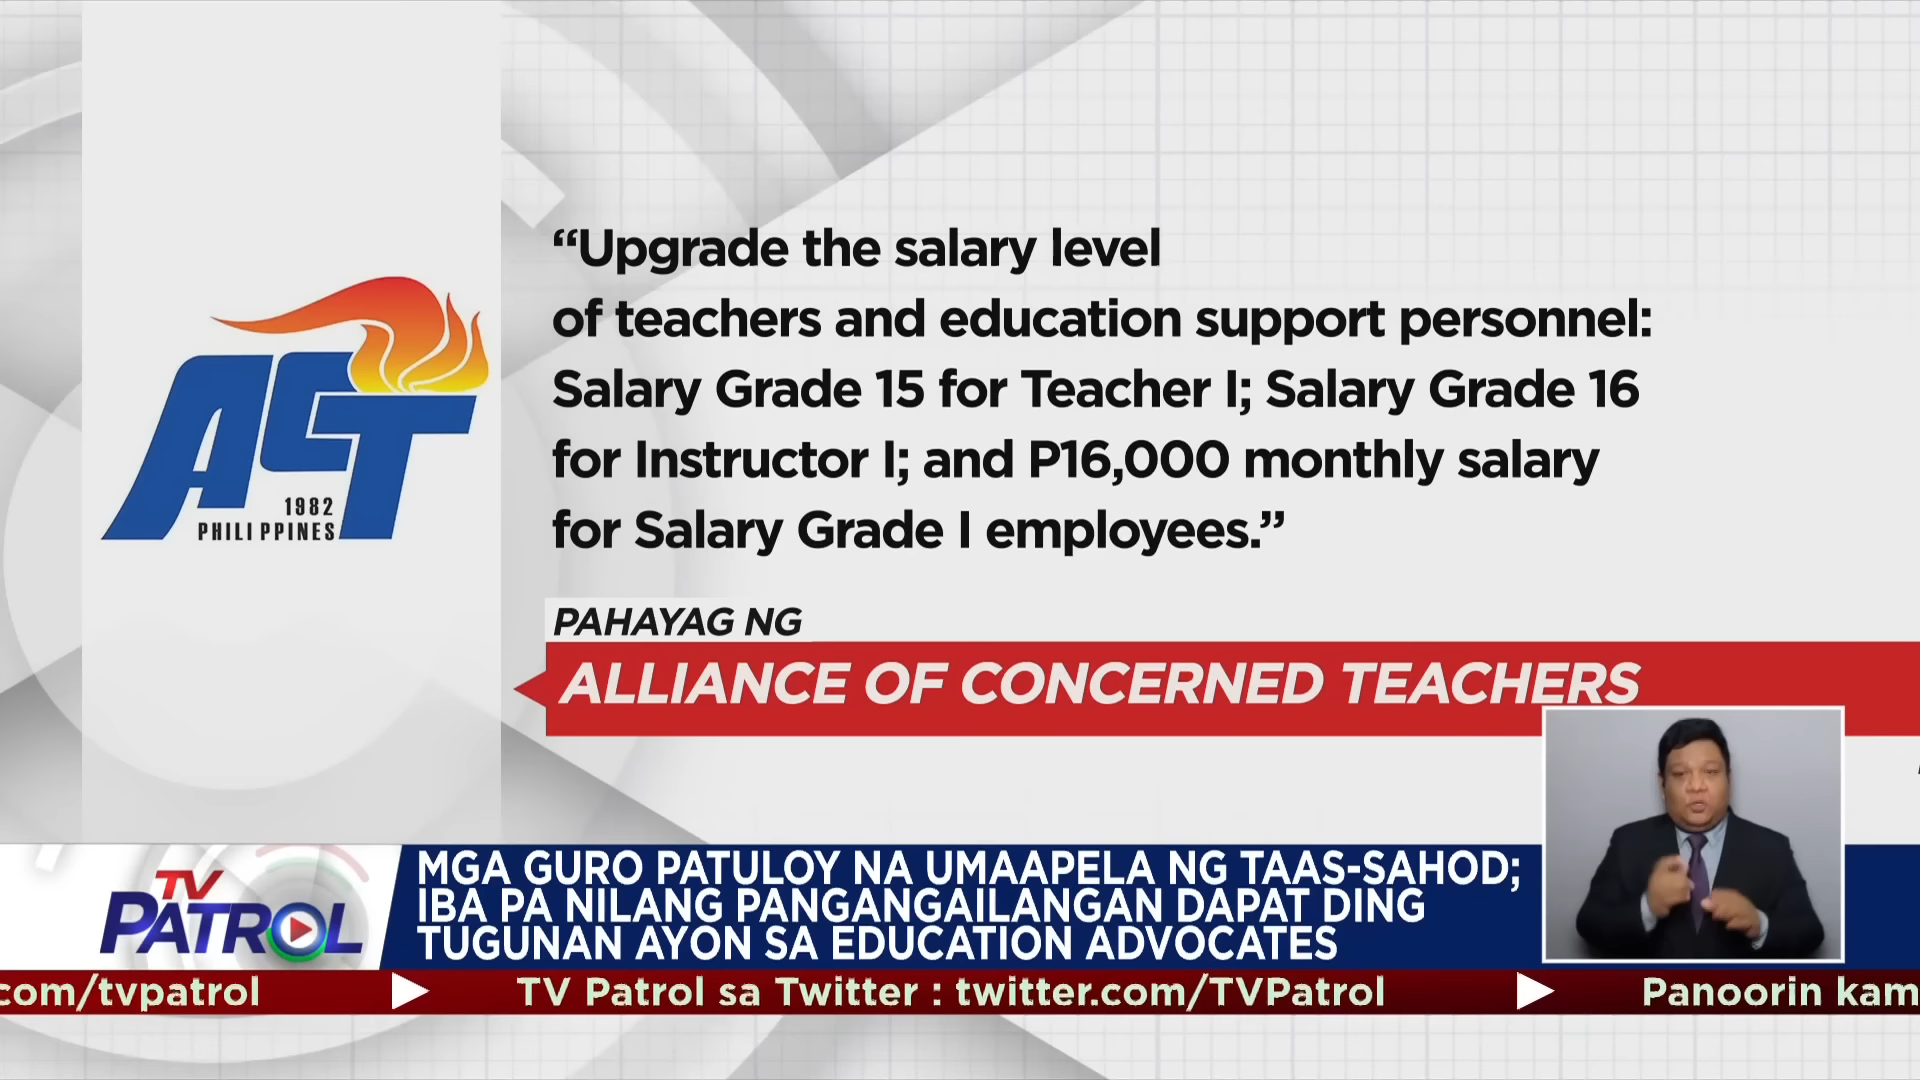 “Upgrade the salary level
of teachers and education support personnel:
Salary Grade 15 for Teacher I; Salary Grade 16
for Instructor I; and P16,000 monthly salary
for Salary Grade I employees.”
ACT
1982
PHILIPPINES
PAHAYAG NG
ALLIANCE OF CONCERNED TEACHERS
TV
PATROL
MGA GURO PATULOY NA UMAAPELA NG TAAS-SAHOD;
IBA PA NILANG PANGANGAILANGAN DAPAT DING
TUGUNAN AYON SA EDUCATION ADVOCATES
com/tvpatrol TV Patrol sa Twitter : twitter.com/TVPatrol Panoorin kam